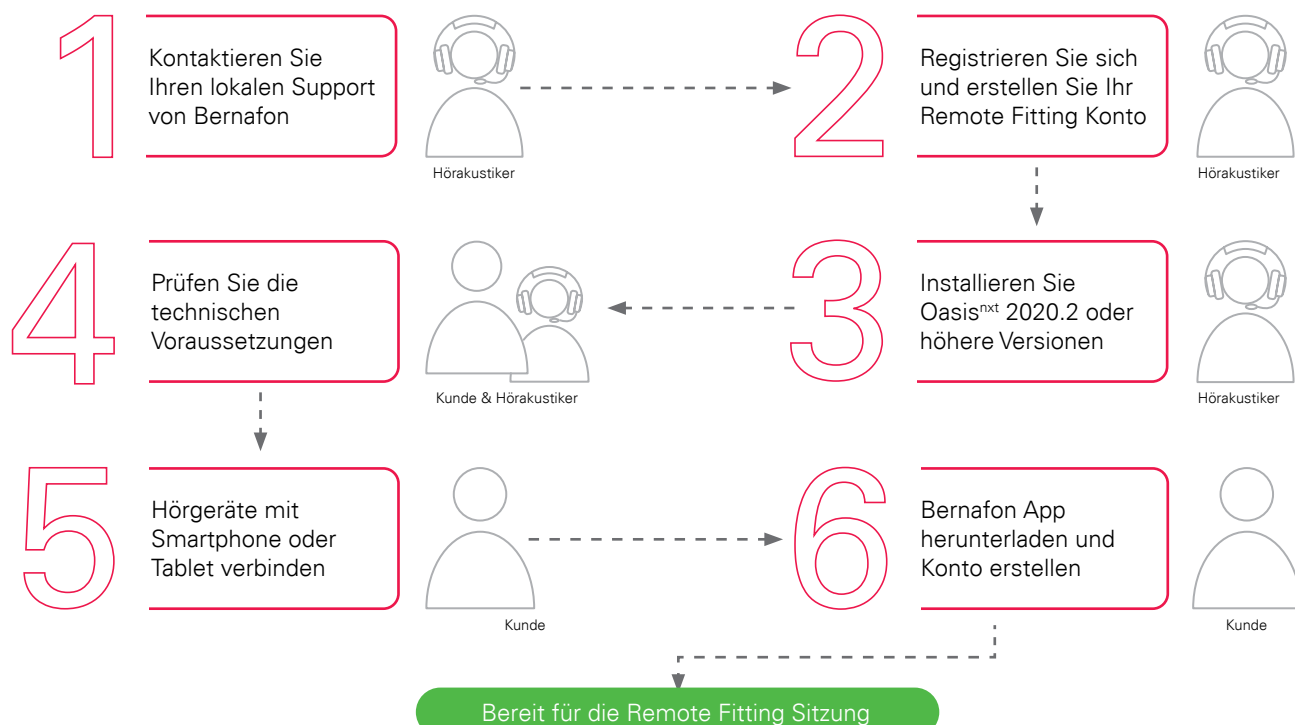 1
Kontaktieren Sie
Ihren lokalen Support
von Bernafon
Hörakustiker
2
Registrieren Sie sich
und erstellen Sie Ihr
Remote Fitting Konto
Hörakustiker
3
Installieren Sie
Oasisnxt 2020.2 oder
höhere Versionen
Hörakustiker
4
Prüfen Sie die
technischen
Voraussetzungen
Kunde & Hörakustiker
5
Hörgeräte mit
Smartphone oder
Tablet verbinden
Kunde
6
Bernafon App
herunterladen und
Konto erstellen
Kunde
Bereit für die Remote Fitting Sitzung